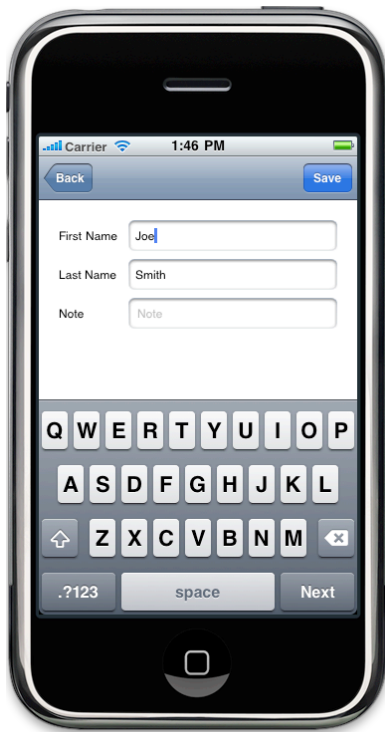 Carrier 1:46 PM
Back Save
First Name Joe
Last Name Smith
Note Note
Q W E R T Y U I O P
A S D F G H J K L
Z X C V B N M
.?123 space Next